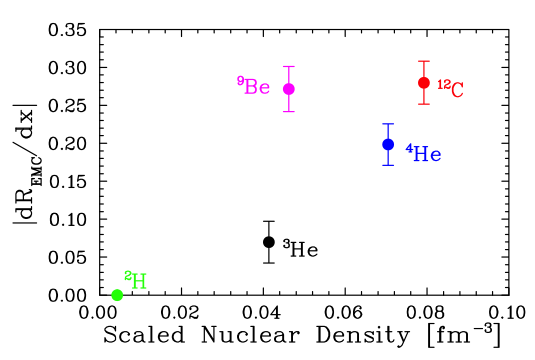 0.35
0.30
0.25
0.20
0.15
0.10
0.05
0.00
|dR_EMC/dx|
⁹Be
¹²C
⁴He
³He
²H
0.00 0.02 0.04 0.06 0.08 0.10
Scaled Nuclear Density [fm⁻³]